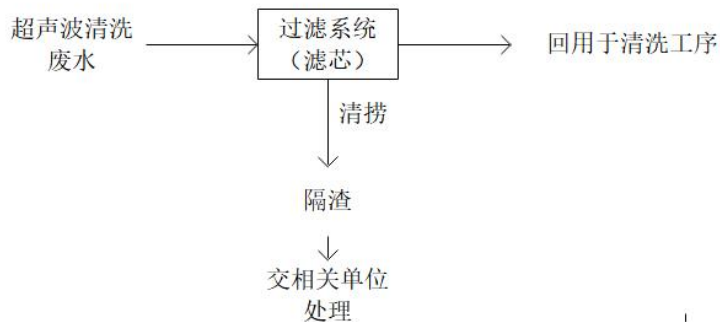 超声波清洗
废水
过滤系统
（滤芯）
回用于清洗工序
清捞
隔渣
交相关单位
处理